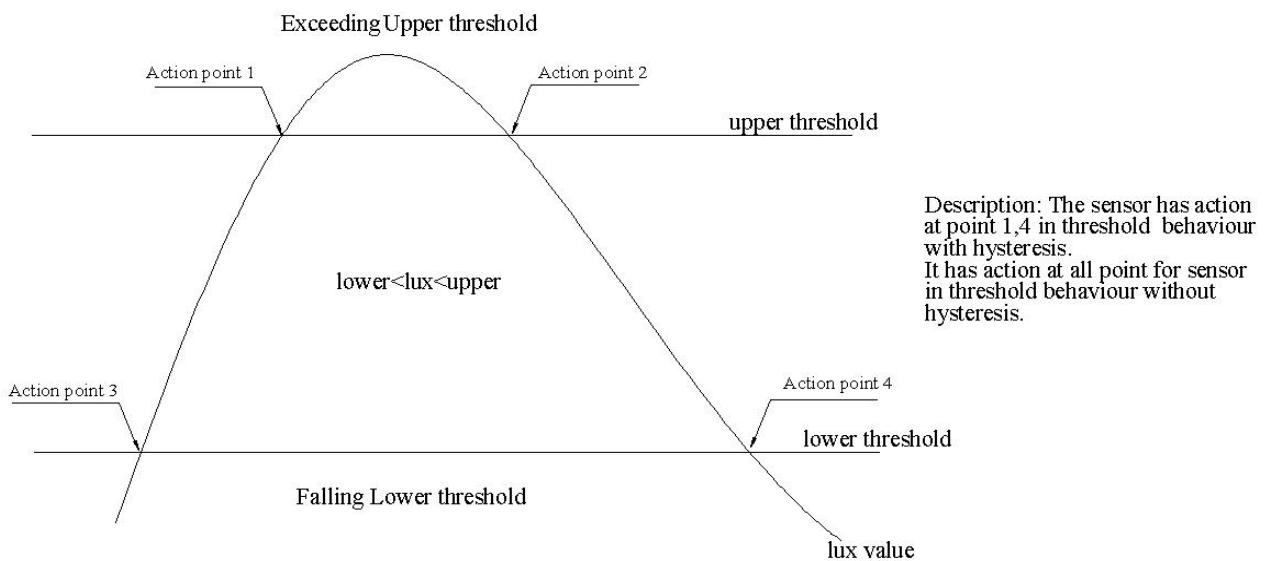 Exceeding Upper threshold
Action point 1
Action point 2
upper threshold
Description: The sensor has action
at point 1,4 in threshold behaviour
with hysteresis.
It has action at all point for sensor
in threshold behaviour without
hysteresis.
lower<lux<upper
Action point 3
Action point 4
lower threshold
Falling Lower threshold
lux value